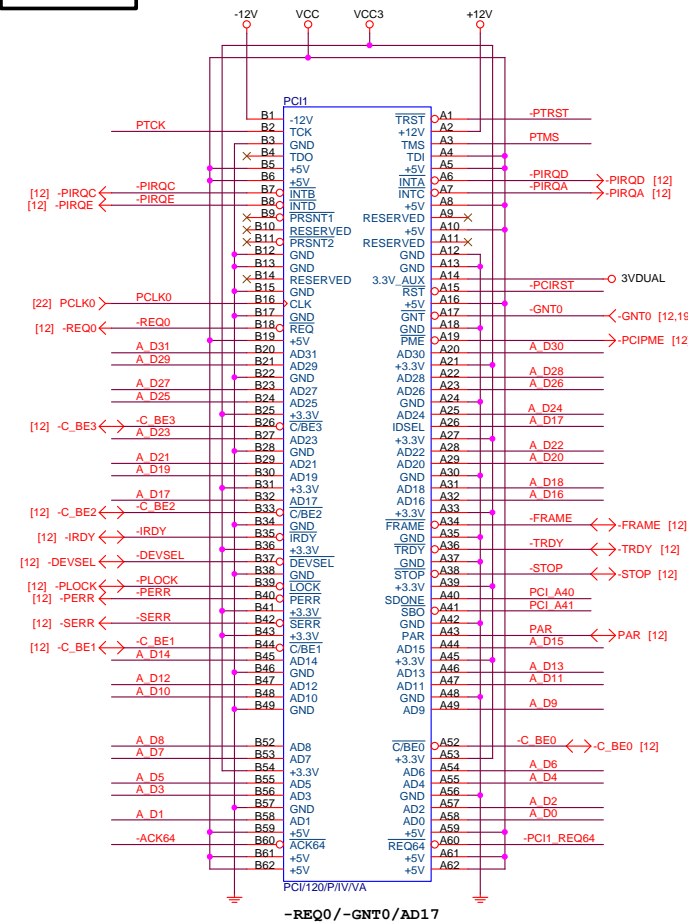 -12V VCC VCC3 +12V
PCI1
B1 -12V TRST A1 -PTRST
PTCK B2 TCK +12V A2
B3 GND TMS A3 PTMS
B4 TDO TDI A4
B5 +5V +5V A5
B6 +5V INTA A6 -PIRQD -PIRQD [12]
[12] -PIRQC -PIRQC B7 INTB INTC A7 -PIRQA -PIRQA [12]
[12] -PIRQE -PIRQE B8 INTD +5V A8
B9 PRSNT1 RESERVED A9
B10 RESERVED +5V A10
B11 PRSNT2 RESERVED A11
B12 GND GND A12
B13 GND GND A13
B14 RESERVED 3.3V_AUX A14 3VDUAL
B15 GND RST A15 -PCIRST
[22] PCLK0 PCLK0 B16 CLK +5V A16
B17 GND GNT A17 -GNT0 -GNT0 [12,19
[12] -REQ0 -REQ0 B18 REQ GND A18
B19 +5V PME A19 -PCIPME [12]
A_D31 B20 AD31 AD30 A20 A_D30
A_D29 B21 AD29 +3.3V A21
B22 GND AD28 A22 A_D28
A_D27 B23 AD27 AD26 A23 A_D26
A_D25 B24 AD25 GND A24
B25 +3.3V AD24 A25 A_D24
[12] -C_BE3 -C_BE3 B26 C/BE3 IDSEL A26 A_D17
A_D23 B27 AD23 +3.3V A27
B28 GND AD22 A28 A_D22
A_D21 B29 AD21 AD20 A29 A_D20
A_D19 B30 AD19 GND A30
B31 +3.3V AD18 A31 A_D18
A_D17 B32 AD17 AD16 A32 A_D16
[12] -C_BE2 -C_BE2 B33 C/BE2 +3.3V A33
B34 GND FRAME A34 -FRAME -FRAME [12]
[12] -IRDY -IRDY B35 IRDY GND A35
B36 +3.3V TRDY A36 -TRDY -TRDY [12]
[12] -DEVSEL -DEVSEL B37 DEVSEL GND A37
B38 GND STOP A38 -STOP -STOP [12]
[12] -PLOCK -PLOCK B39 LOCK +3.3V A39
[12] -PERR -PERR B40 PERR SDONE A40 PCI_A40
B41 +3.3V SBO A41 PCI_A41
[12] -SERR -SERR B42 SERR GND A42
B43 +3.3V PAR A43 PAR PAR [12]
[12] -C_BE1 -C_BE1 B44 C/BE1 AD15 A44 A_D15
A_D14 B45 AD14 +3.3V A45
B46 GND AD13 A46 A_D13
A_D12 B47 AD12 AD11 A47 A_D11
A_D10 B48 AD10 GND A48
B49 GND AD9 A49 A_D9
A_D8 B52 AD8 C/BE0 A52 -C_BE0 -C_BE0 [12]
A_D7 B53 AD7 +3.3V A53
B54 +3.3V AD6 A54 A_D6
A_D5 B55 AD5 AD4 A55 A_D4
A_D3 B56 AD3 GND A56
B57 GND AD2 A57 A_D2
A_D1 B58 AD1 AD0 A58 A_D0
B59 +5V +5V A59
-ACK64 B60 ACK64 REQ64 A60 -PCI1_REQ64
B61 +5V +5V A61
B62 +5V +5V A62
PCI/120/P/IV/VA
-REQ0/-GNT0/AD17